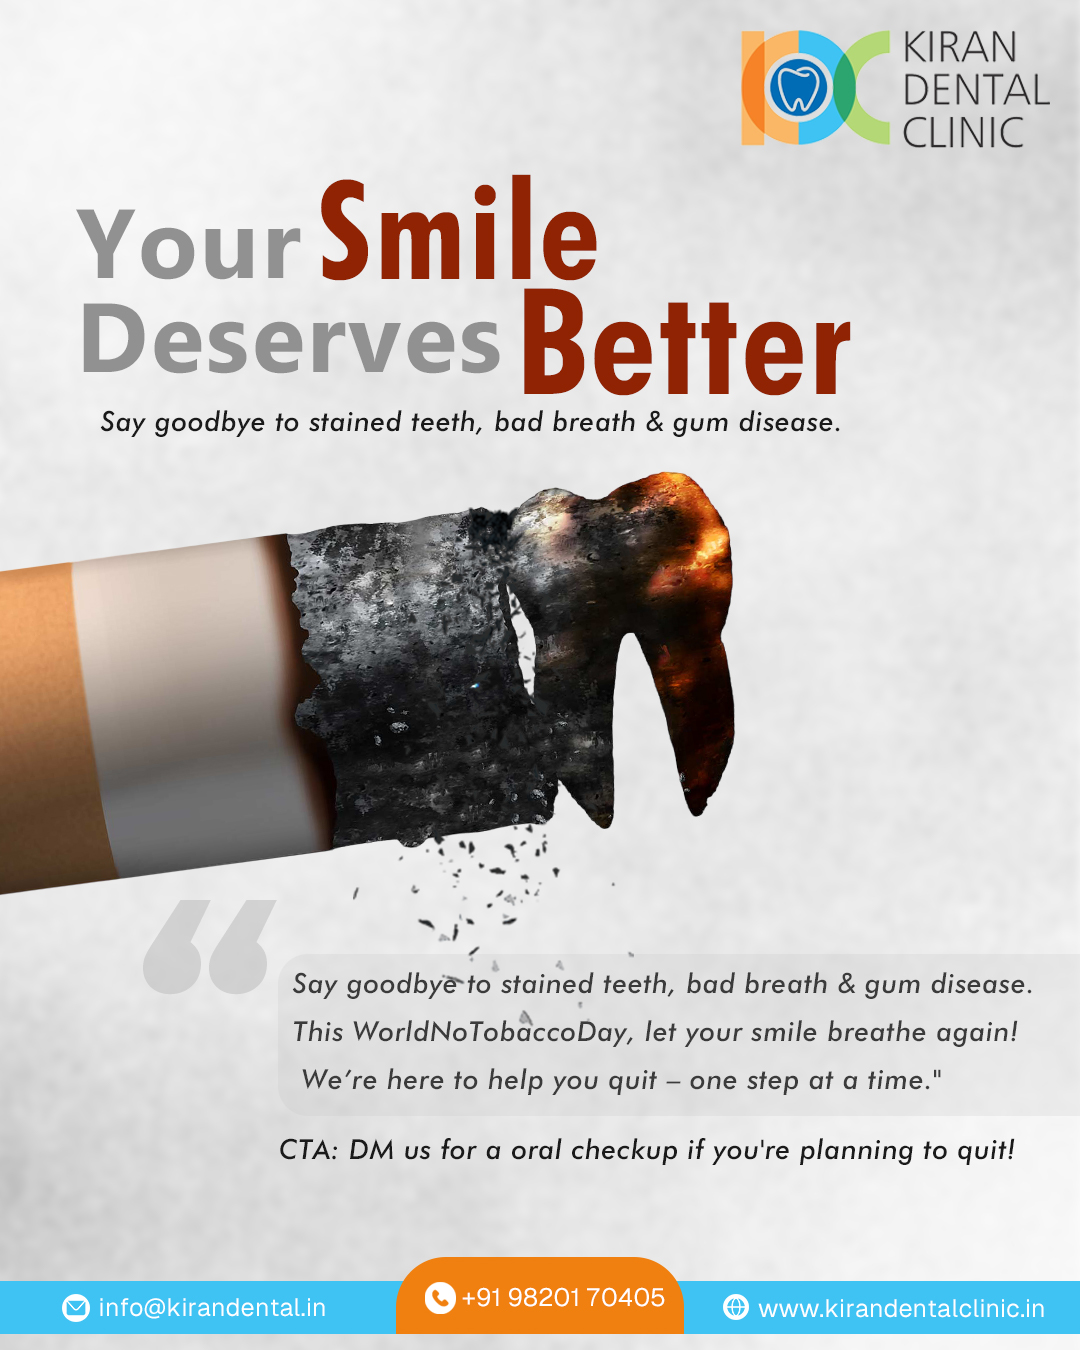 KIRAN
DENTAL
CLINIC
Your Smile
Deserves Better
Say goodbye to stained teeth, bad breath & gum disease.
“
Say goodbye to stained teeth, bad breath & gum disease.
This WorldNoTobaccoDay, let your smile breathe again!
We’re here to help you quit – one step at a time."
CTA: DM us for a oral checkup if you're planning to quit!
info@kirandental.in
+91 98201 70405
www.kirandentalclinic.in